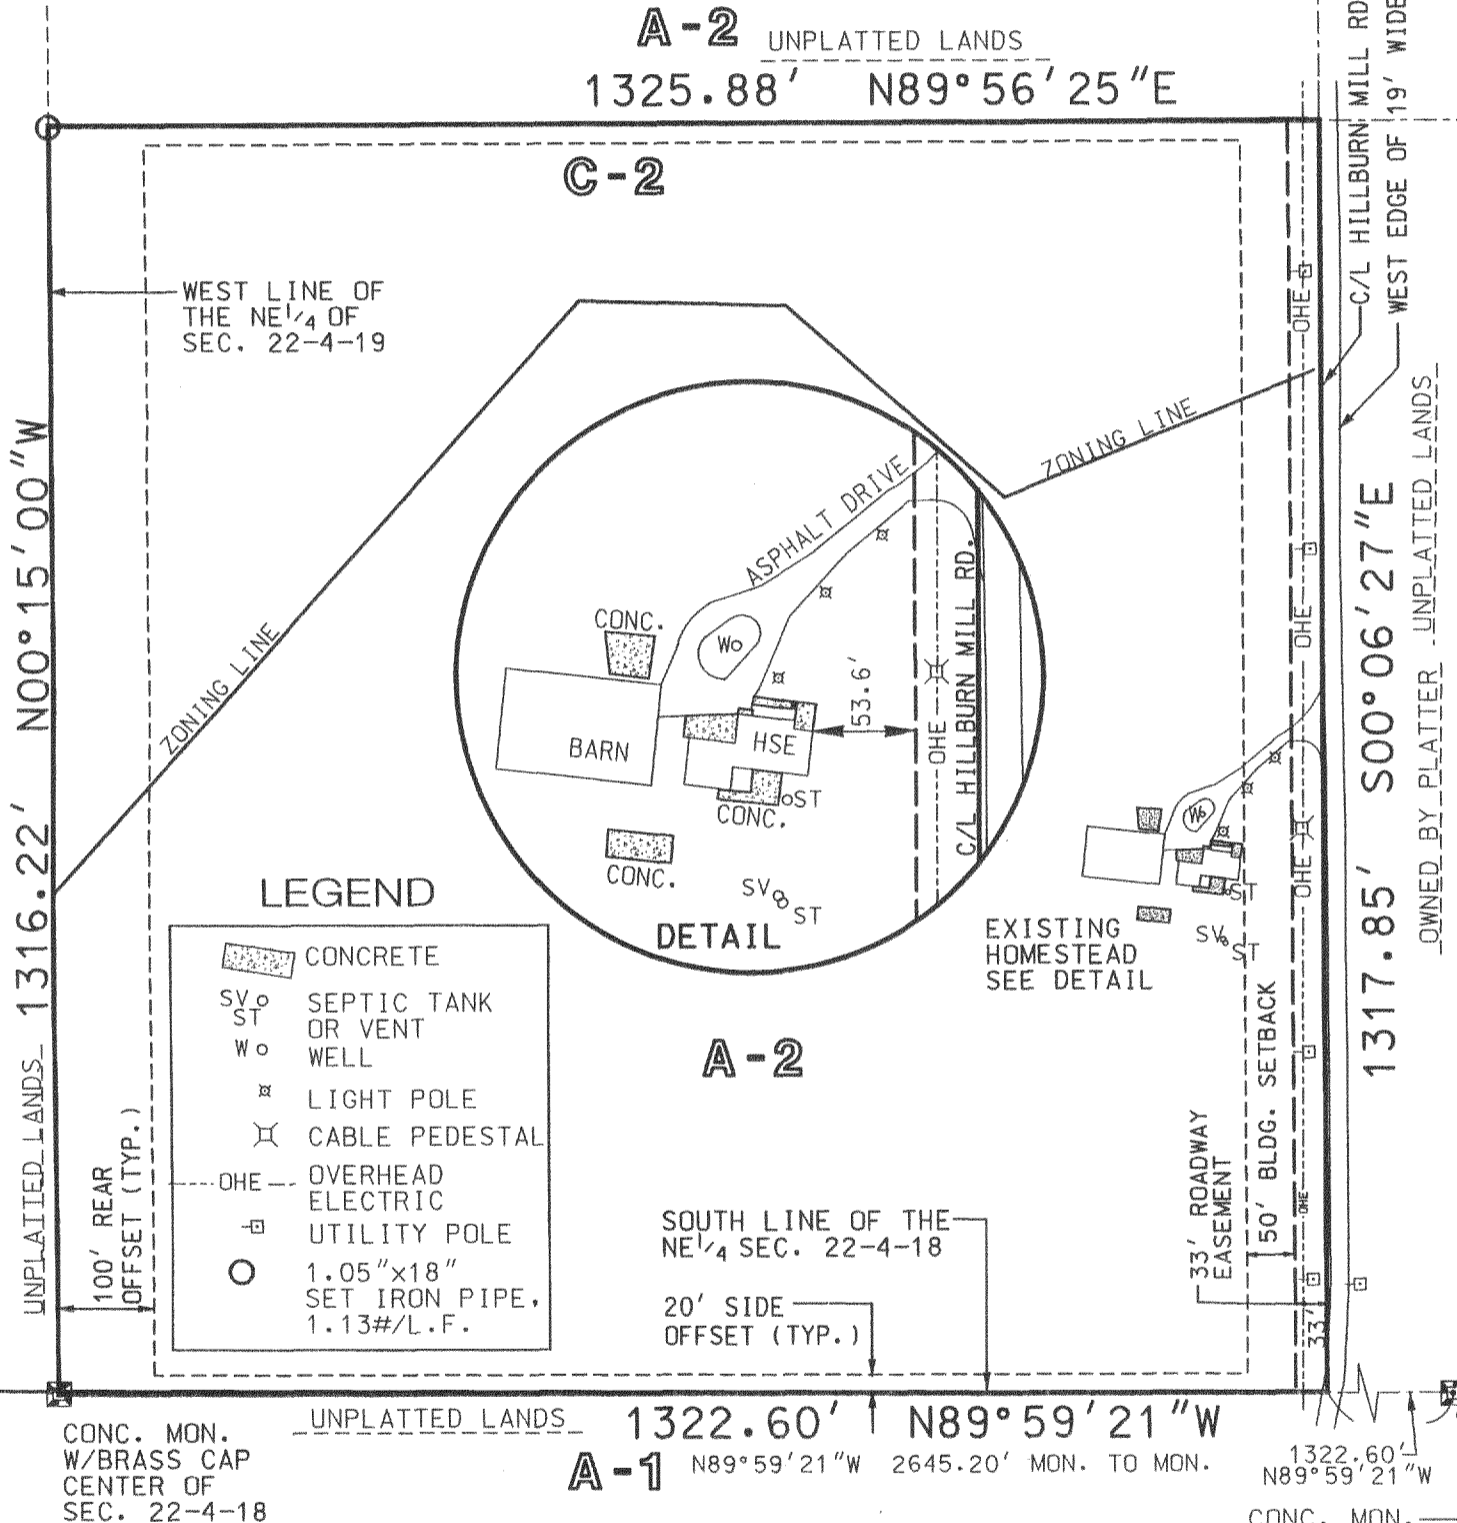 A-2 UNPLATTED LANDS
1325.88' N89°56'25"E
C-2
C/L HILLBURN MILL RD
WEST EDGE OF 19' WIDE
WEST LINE OF
THE NE1/4 OF
SEC. 22-4-19
OHE
ZONING LINE
ZONING LINE
N00°15'00"W
1316.22'
UNPLATTED LANDS
S00°06'27"E
1317.85'
UNPLATTED LANDS
OWNED BY PLATTER
ASPHALT DRIVE
CONC.
W
BARN
HSE
53.6'
OHE
C/L HILLBURN MILL RD.
ST
CONC.
CONC.
SV
ST
DETAIL
OHE
W
ST
OHE
SV
ST
EXISTING
HOMESTEAD
SEE DETAIL
LEGEND
CONCRETE
SV
ST
SEPTIC TANK
OR VENT
W WELL
LIGHT POLE
CABLE PEDESTAL
OHE OVERHEAD
ELECTRIC
UTILITY POLE
1.05"x18"
SET IRON PIPE,
1.13#/L.F.
A-2
100' REAR
OFFSET (TYP.)
SOUTH LINE OF THE
NE1/4 SEC. 22-4-18
20' SIDE
OFFSET (TYP.)
33' ROADWAY
EASEMENT
50' BLDG. SETBACK
OHE
33'
UNPLATTED LANDS 1322.60' N89°59'21"W
A-1 N89°59'21"W 2645.20' MON. TO MON.
1322.60'
N89°59'21"W
CONC. MON.
W/BRASS CAP
CENTER OF
SEC. 22-4-18
CONC. MON.